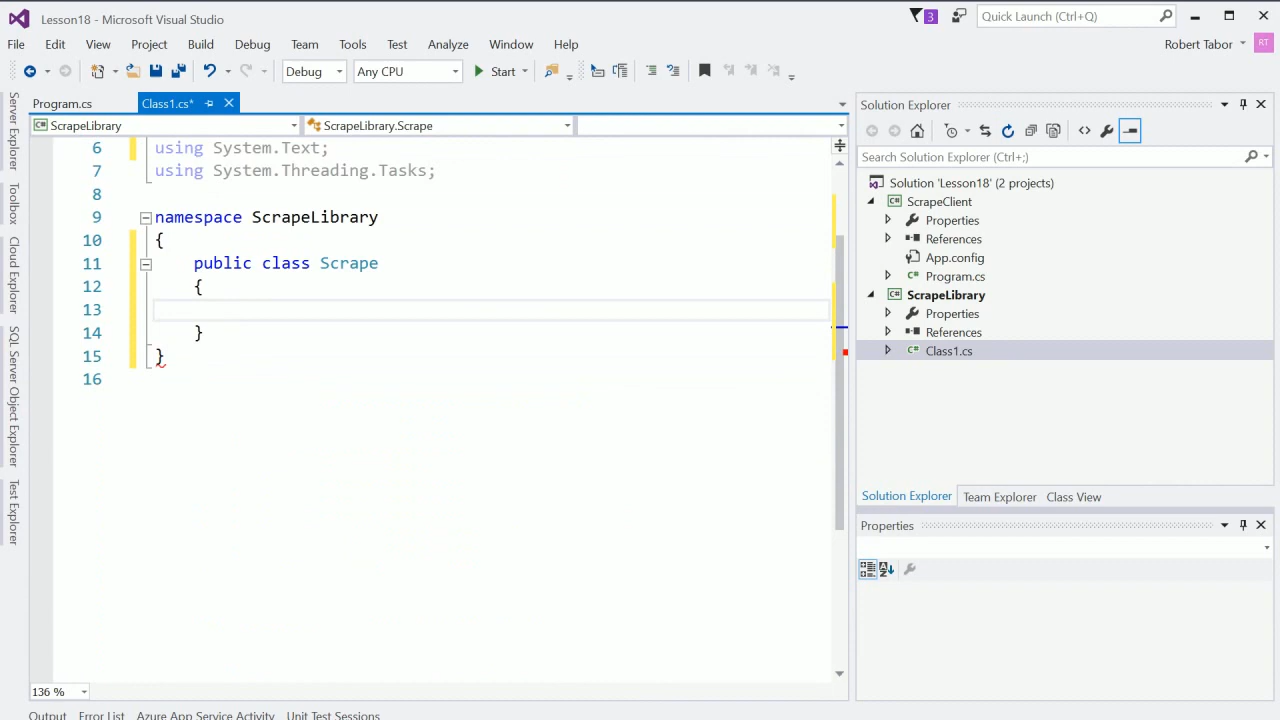 Lesson18 - Microsoft Visual Studio
3
Quick Launch (Ctrl+Q)
File Edit View Project Build Debug Team Tools Test Analyze Window Help
Robert Tabor
RT
Debug
Any CPU
Start
Server Explorer
Toolbox
Cloud Explorer
SQL Server Object Explorer
Test Explorer
Program.cs
Class1.cs*
ScrapeLibrary
ScrapeLibrary.Scrape
6 using System.Text;
7 using System.Threading.Tasks;
8
9 namespace ScrapeLibrary
10 {
11 public class Scrape
12 {
13
14 }
15 }
16
136 %
Solution Explorer
Search Solution Explorer (Ctrl+;)
Solution 'Lesson18' (2 projects)
ScrapeClient
Properties
References
App.config
Program.cs
ScrapeLibrary
Properties
References
Class1.cs
Solution Explorer Team Explorer Class View
Properties
Output Error List Azure App Service Activity Unit Test Sessions